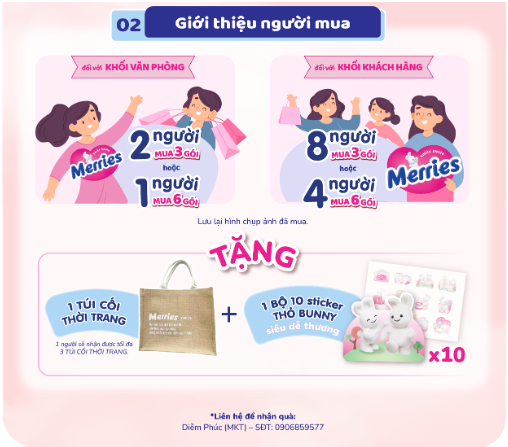 02 Giới thiệu người mua
đối với KHỐI VĂN PHÒNG
2 người
MUA 3 GÓI
hoặc
1 người
MUA 6 GÓI
Merries
đối với KHỐI KHÁCH HÀNG
8 người
MUA 3 GÓI
hoặc
4 người
MUA 6 GÓI
Merries
Lưu lại hình chụp ảnh đã mua.
TẶNG
1 TÚI CÓI
THỜI TRANG
1 người sẽ nhận được tối đa
3 TÚI CÓI THỜI TRANG.
Merries
+
1 BỘ 10 sticker
THỎ BUNNY
siêu dễ thương
x10
*Liên hệ để nhận quà:
Diễm Phúc (MKT) – SĐT: 0906859577